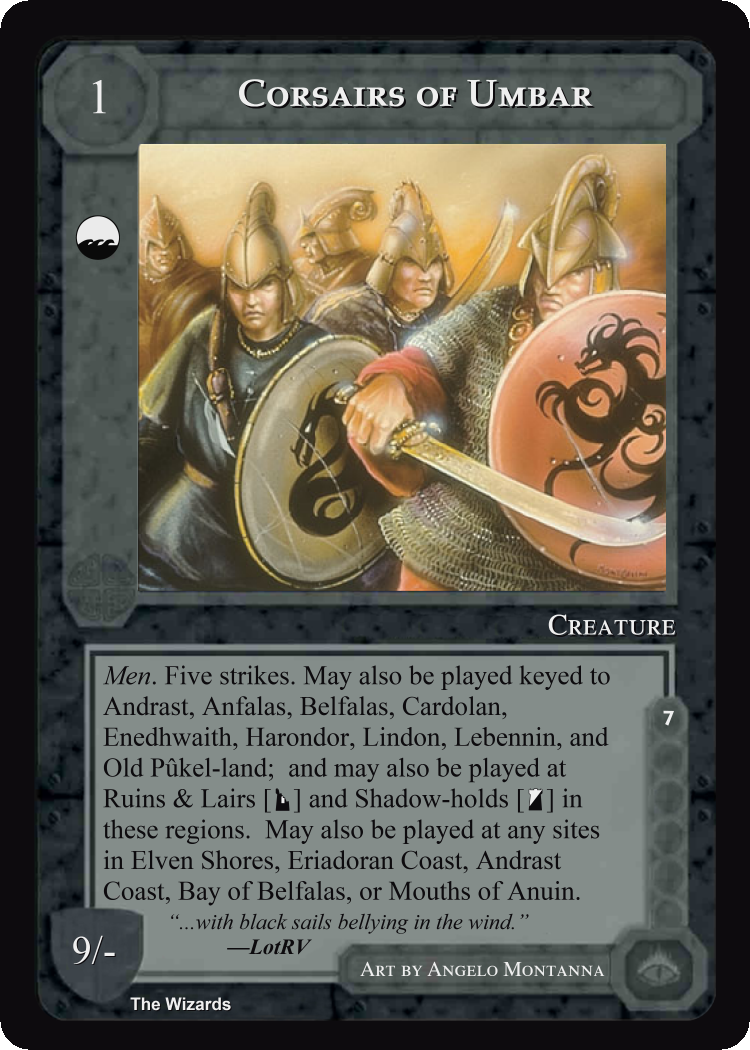 1
Corsairs of Umbar
Creature
Men. Five strikes. May also be played keyed to
Andrast, Anfalas, Belfalas, Cardolan,
Enedhwaith, Harondor, Lindon, Lebennin, and
Old Pûkel-land;  and may also be played at
Ruins & Lairs [ ] and Shadow-holds [ ] in
these regions.  May also be played at any sites
in Elven Shores, Eriadoran Coast, Andrast
Coast, Bay of Belfalas, or Mouths of Anuin.
7
“...with black sails bellying in the wind.”
—LotRV
9/-
Art by Angelo Montanna
The Wizards